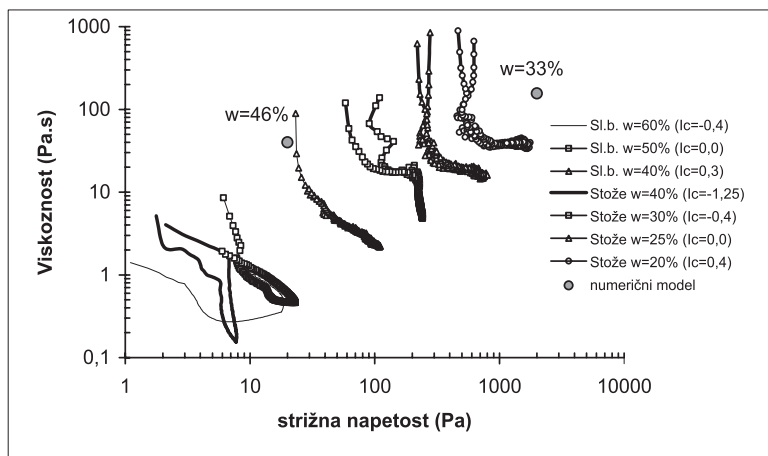 1000
100
10
1
0,1
Viskoznost (Pa.s)
1
10
100
1000
10000
strižna napetost (Pa)
w=46%
w=33%
Sl.b. w=60% (Ic=-0,4)
Sl.b. w=50% (Ic=0,0)
Sl.b. w=40% (Ic=0,3)
Stože w=40% (Ic=-1,25)
Stože w=30% (Ic=-0,4)
Stože w=25% (Ic=0,0)
Stože w=20% (Ic=0,4)
numerični model